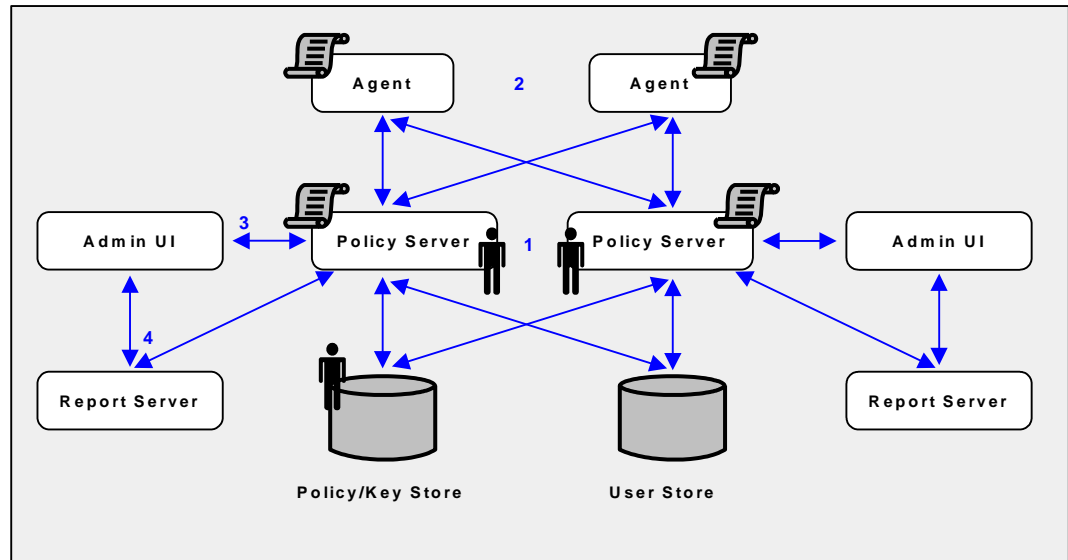 Agent
2
Agent
3
Admin UI
Policy Server
1
Policy Server
Admin UI
4
Report Server
Report Server
Policy/Key Store
User Store